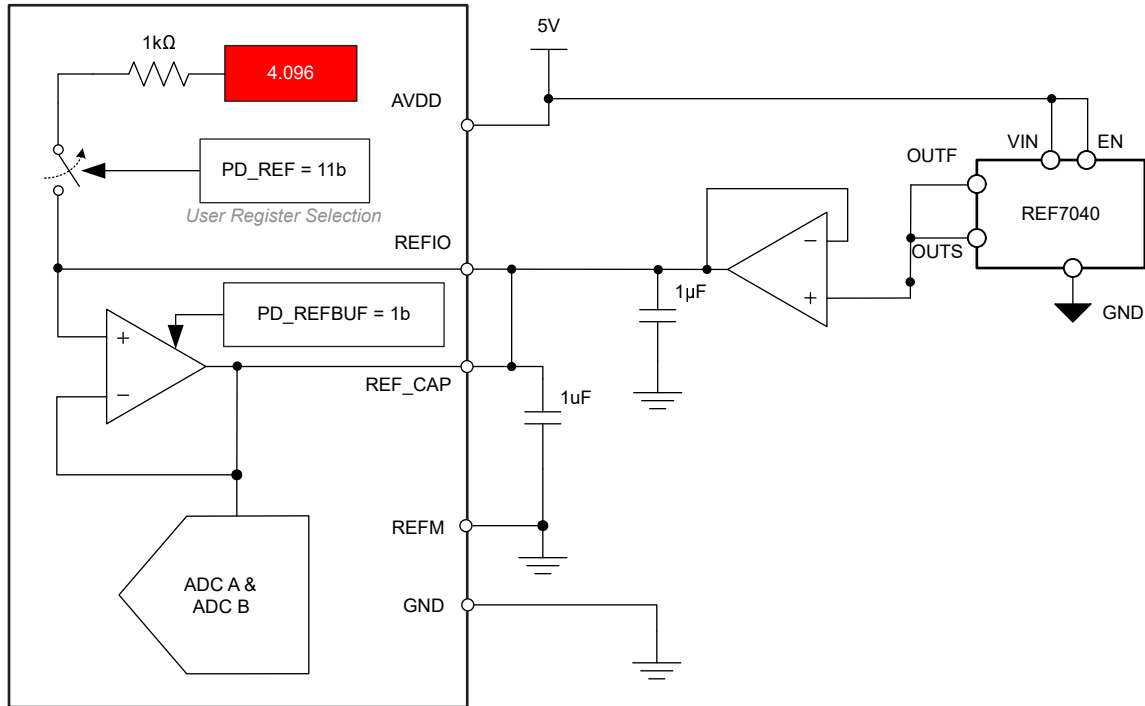 5V
1kΩ
4.096
AVDD
VIN
EN
OUTF
PD_REF = 11b
REF7040
User Register Selection
REFIO
OUTS
−
+
1µF
GND
PD_REFBUF = 1b
+
−
REF_CAP
1uF
REFM
ADC A &
ADC B
GND